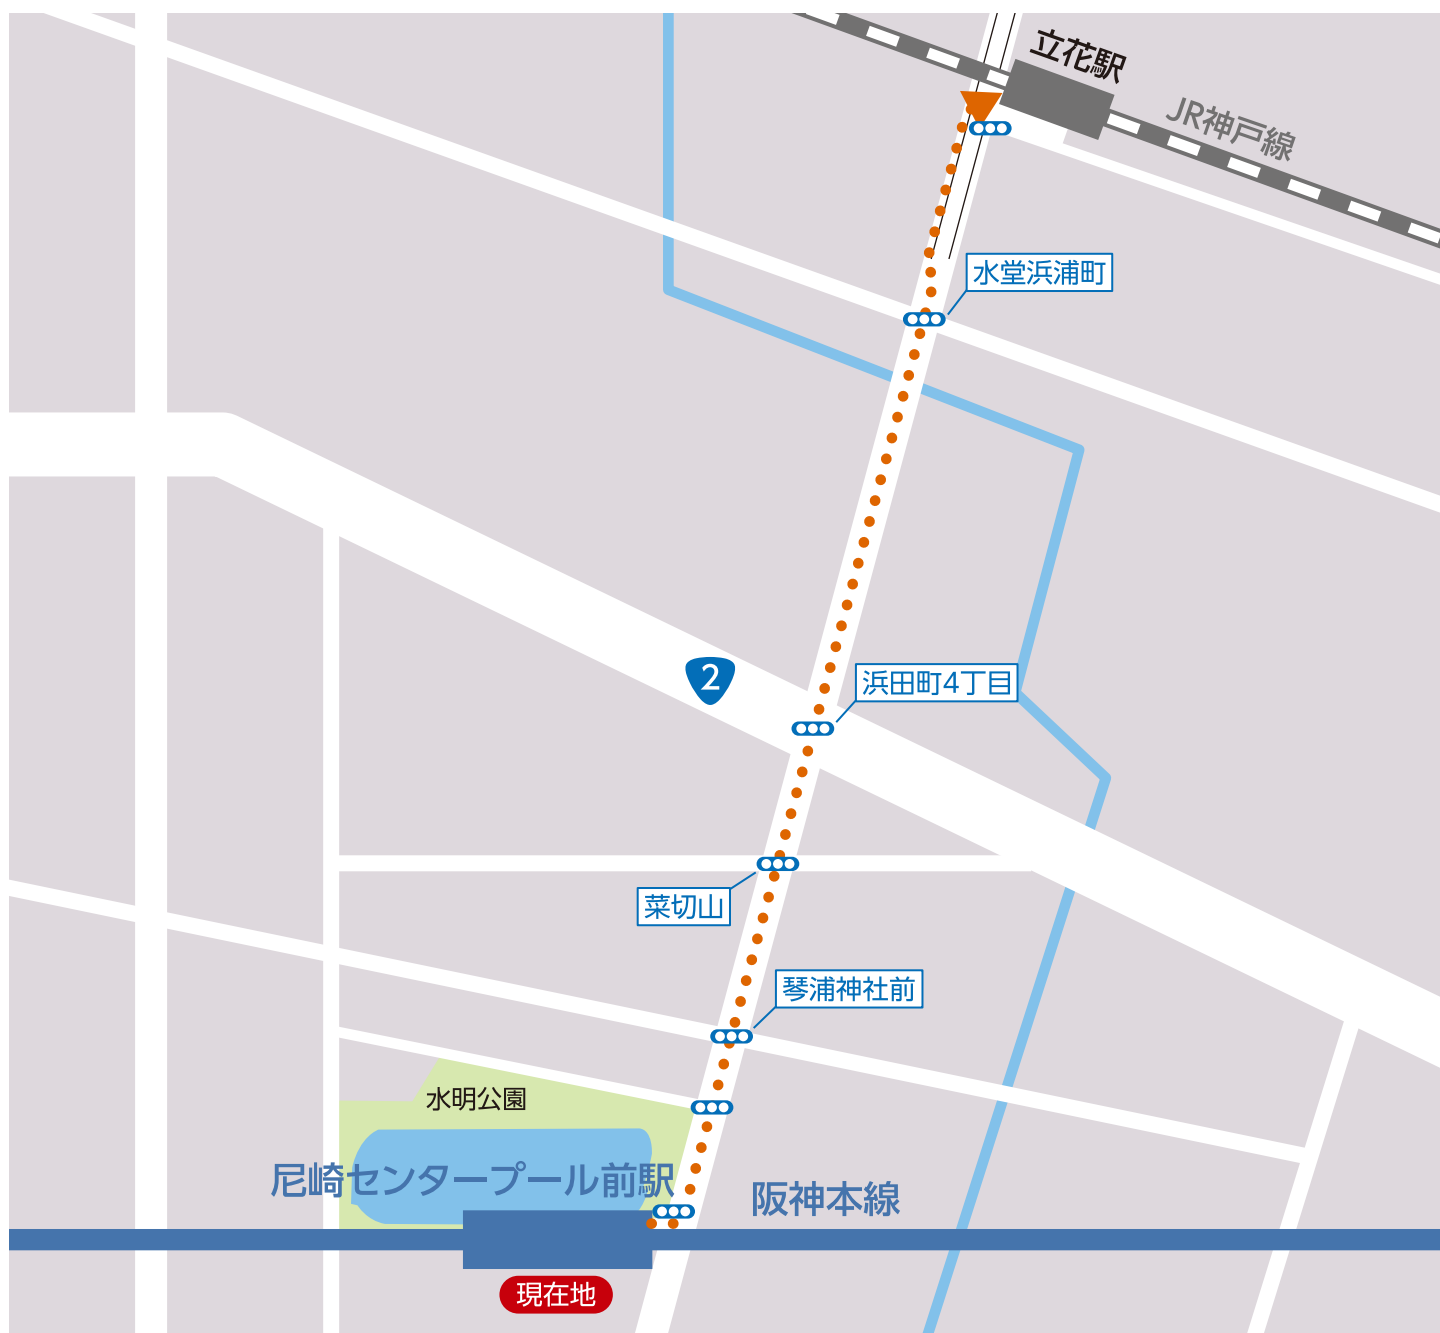 立花駅
JR神戸線
水堂浜浦町
2
浜田町4丁目
菜切山
琴浦神社前
水明公園
尼崎センタープール前駅
阪神本線
現在地